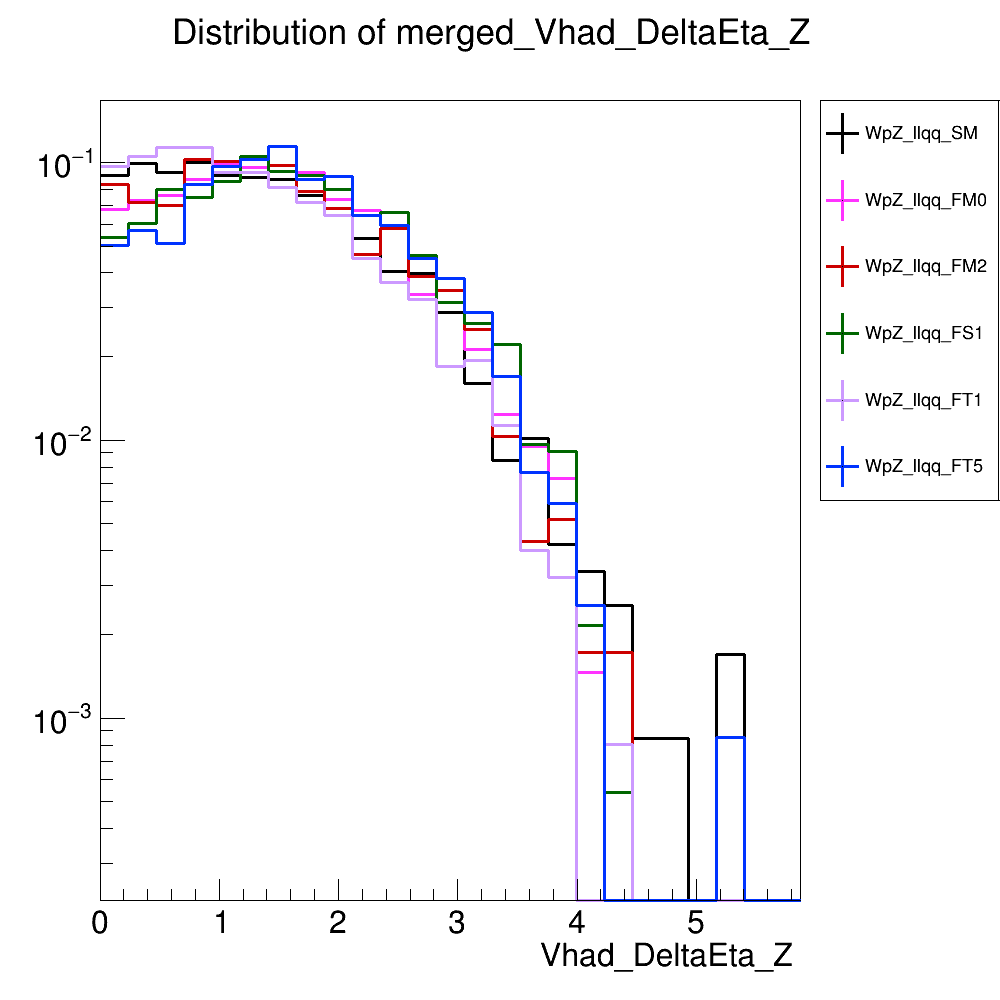 Distribution of merged_Vhad_DeltaEta_Z
10⁻¹
10⁻²
10⁻³
0 1 2 3 4 5
Vhad_DeltaEta_Z
WpZ_llqq_SM
WpZ_llqq_FM0
WpZ_llqq_FM2
WpZ_llqq_FS1
WpZ_llqq_FT1
WpZ_llqq_FT5